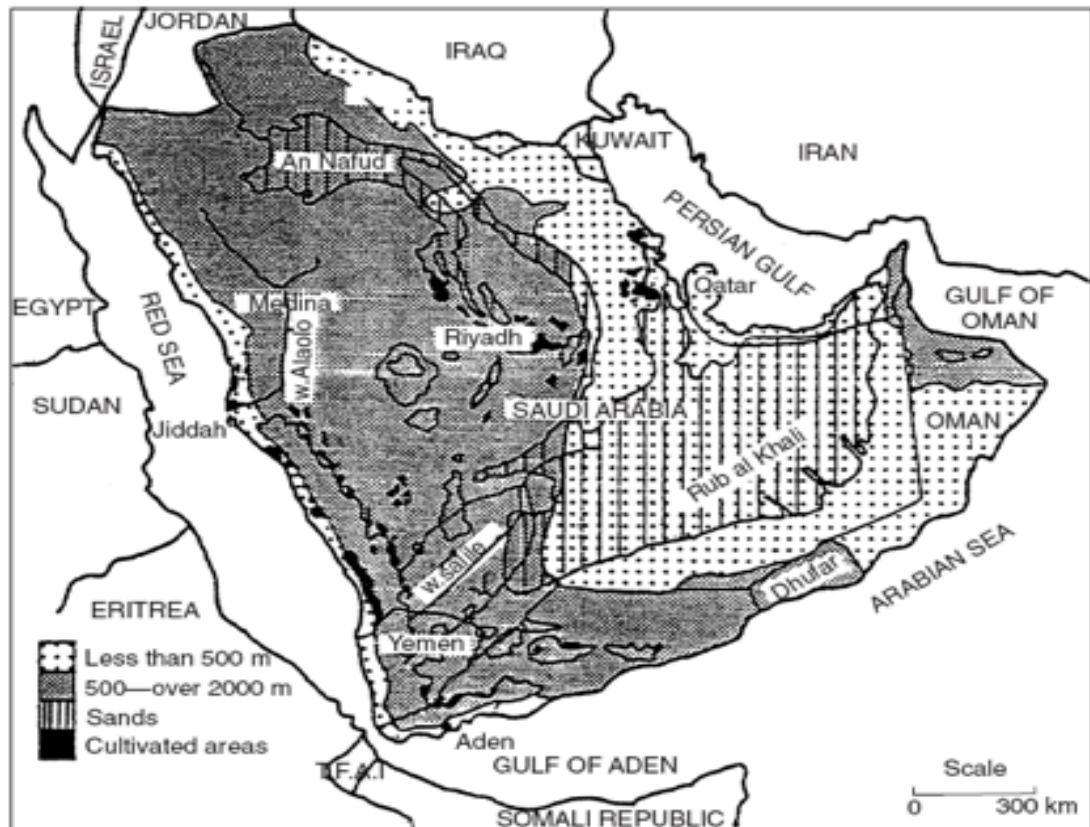 JORDAN
ISRAEL
IRAQ
KUWAIT
IRAN
An Nafud
PERSIAN GULF
Qatar
EGYPT
RED SEA
Medina
w.Alaolo
Riyadh
GULF OF
OMAN
SUDAN
Jiddah
SAUDI ARABIA
OMAN
Rub al Khali
w.sallje
Dhufar
ARABIAN SEA
ERITREA
Yemen
Less than 500 m
500—over 2000 m
Sands
Cultivated areas
Aden
T.F.A.I
GULF OF ADEN
SOMALI REPUBLIC
Scale
0 300 km